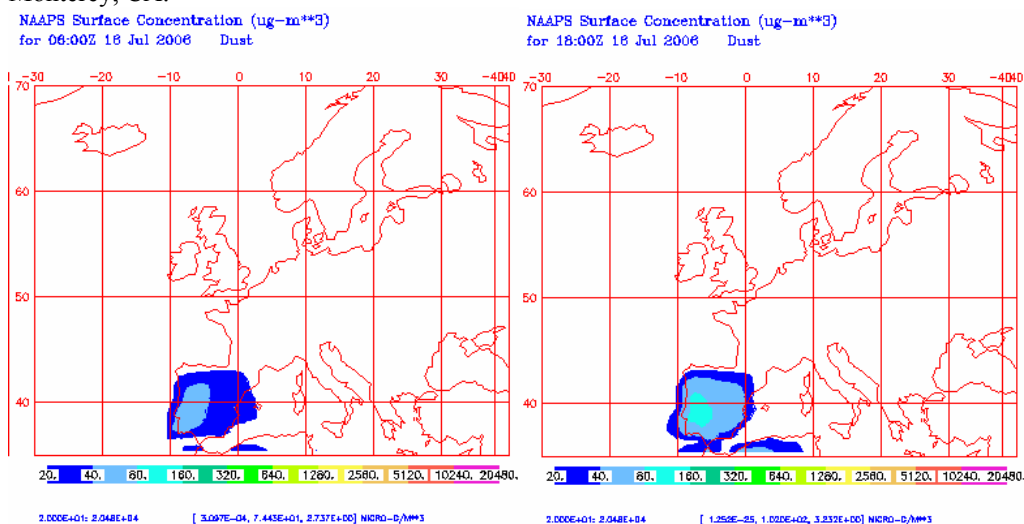 Monterey, CA.
NAAPS Surface Concentration (ug-m**3)
for 06:00Z 16 Jul 2006 Dust
-30 -20 -10 0 10 20 30 -4040
70
60
50
40
20. 40. 80. 160. 320. 640. 1280. 2560. 5120. 10240. 20480.
2.000E+01: 2.048E+04 [ 3.097E-04, 7.443E+01, 2.737E+00] MICRO-G/M**3
NAAPS Surface Concentration (ug-m**3)
for 18:00Z 16 Jul 2006 Dust
-30 -20 -10 0 10 20 30 -4040
70
60
50
40
20. 40. 80. 160. 320. 640. 1280. 2560. 5120. 10240. 20480.
2.000E+01: 2.048E+04 [ 1.252E-25, 1.020E+02, 3.232E+00] MICRO-G/M**3